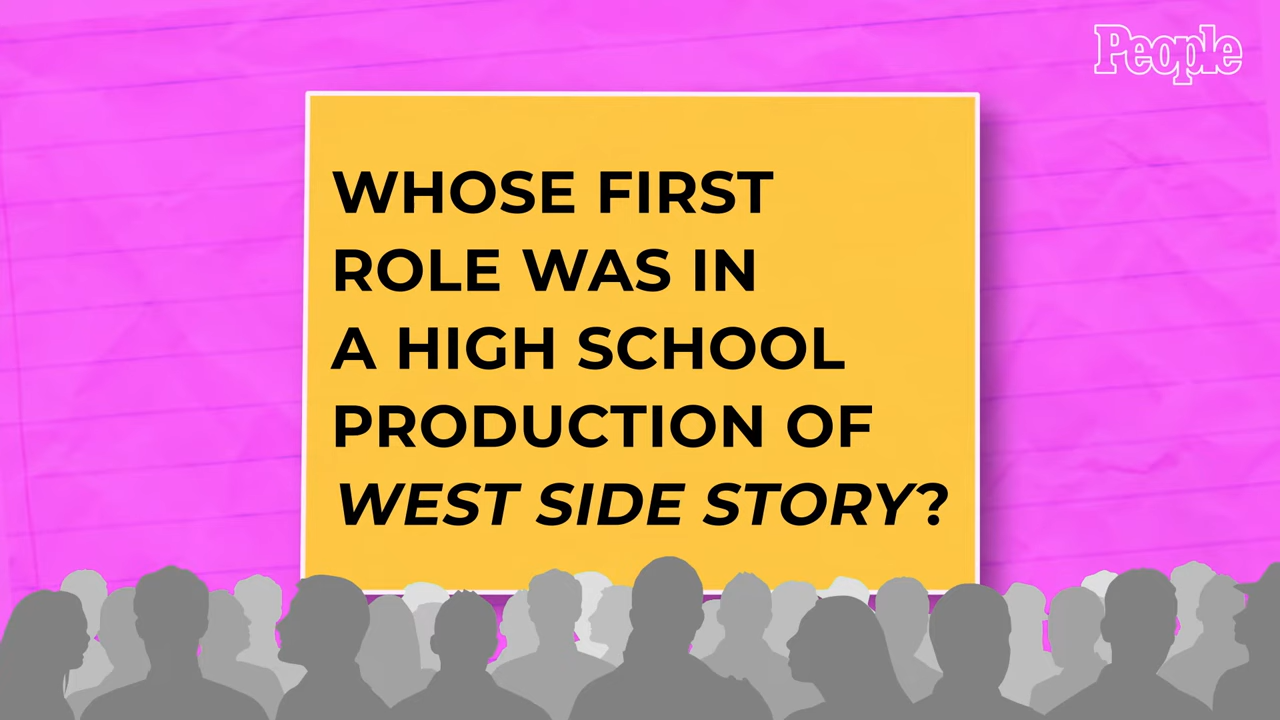 People
WHOSE FIRST
ROLE WAS IN
A HIGH SCHOOL
PRODUCTION OF
WEST SIDE STORY?